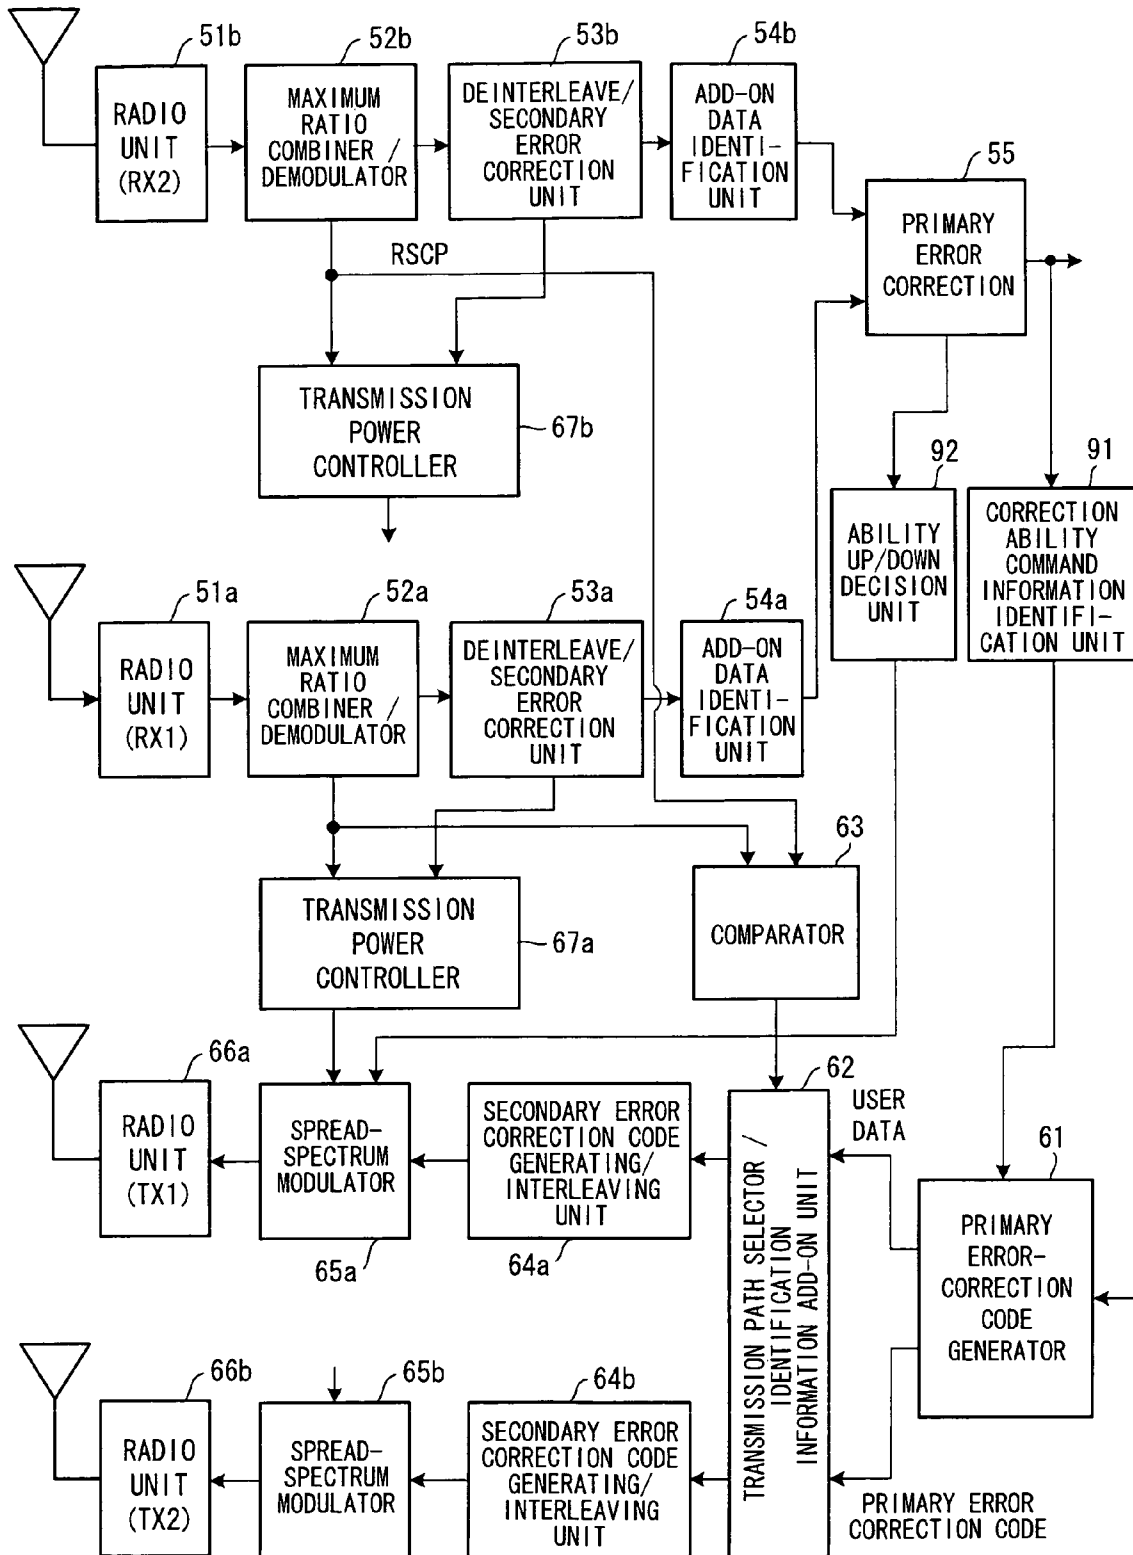 51b
52b
53b
54b
RADIO
UNIT
(RX2)
MAXIMUM
RATIO
COMBINER /
DEMODULATOR
DEINTERLEAVE/
SECONDARY
ERROR
CORRECTION
UNIT
ADD-ON
DATA
IDENTI-
FICATION
UNIT
55
PRIMARY
ERROR
CORRECTION
RSCP
TRANSMISSION
POWER
CONTROLLER
67b
92
91
ABILITY
UP/DOWN
DECISION
UNIT
CORRECTION
ABILITY
COMMAND
INFORMATION
IDENTIFI-
CATION UNIT
51a
52a
53a
54a
RADIO
UNIT
(RX1)
MAXIMUM
RATIO
COMBINER /
DEMODULATOR
DEINTERLEAVE/
SECONDARY
ERROR
CORRECTION
UNIT
ADD-ON
DATA
IDENTI-
FICATION
UNIT
63
COMPARATOR
TRANSMISSION
POWER
CONTROLLER
67a
66a
62
RADIO
UNIT
(TX1)
SPREAD-
SPECTRUM
MODULATOR
65a
SECONDARY ERROR
CORRECTION CODE
GENERATING/
INTERLEAVING
UNIT
64a
TRANSMISSION PATH SELECTOR /
IDENTIFICATION
INFORMATION ADD-ON UNIT
USER
DATA
61
PRIMARY
ERROR-
CORRECTION
CODE
GENERATOR
66b
65b
64b
RADIO
UNIT
(TX2)
SPREAD-
SPECTRUM
MODULATOR
SECONDARY ERROR
CORRECTION CODE
GENERATING/
INTERLEAVING
UNIT
PRIMARY ERROR
CORRECTION CODE